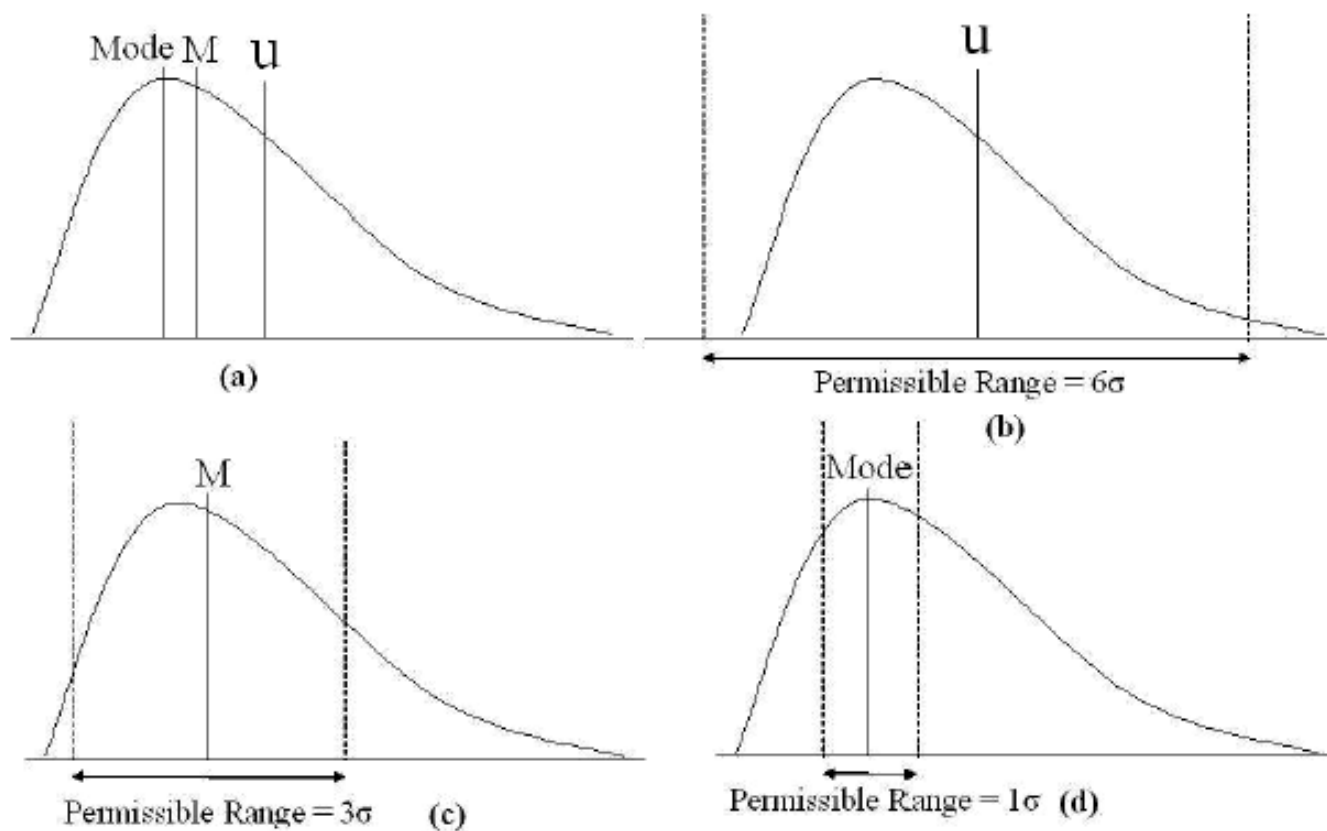 Mode M u
(a)
u
Permissible Range = 6σ
(b)
M
Permissible Range = 3σ (c)
Mode
Permissible Range = 1σ (d)